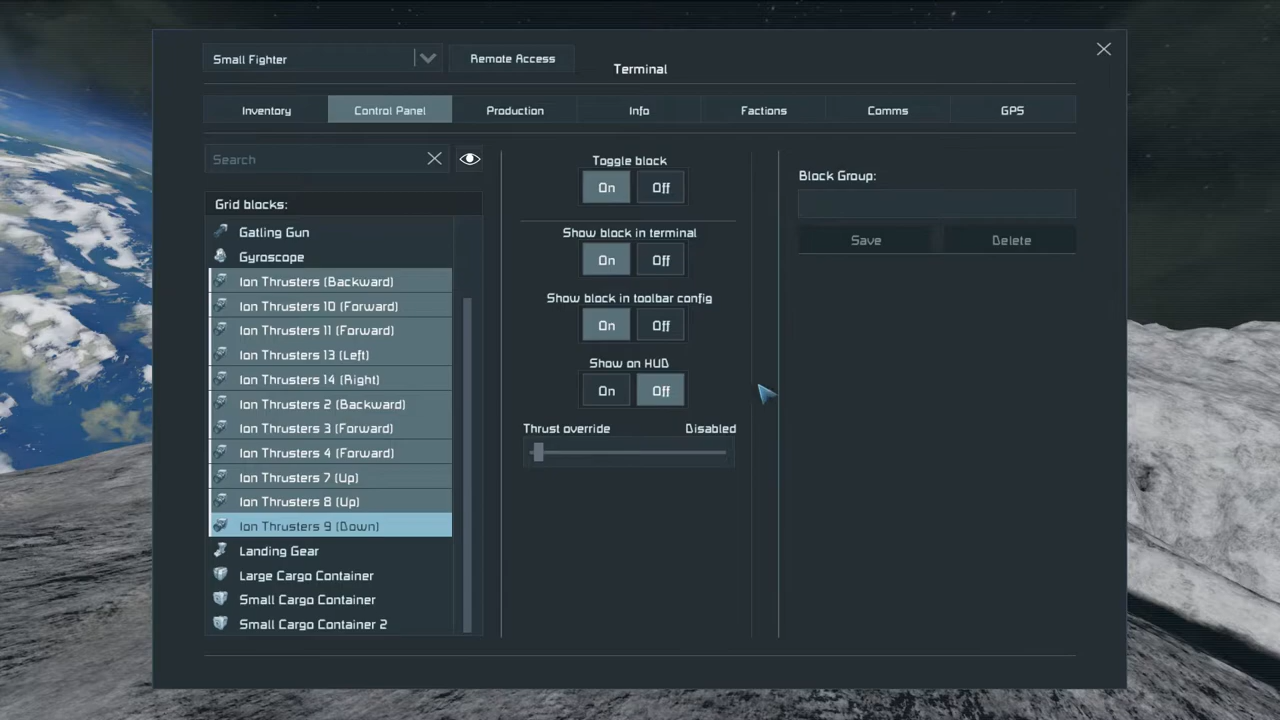 Small Fighter
Remote Access
Terminal
Inventory
Control Panel
Production
Info
Factions
Comms
GPS
Search
Grid blocks:
Gatling Gun
Gyroscope
Ion Thrusters (Backward)
Ion Thrusters 10 (Forward)
Ion Thrusters 11 (Forward)
Ion Thrusters 13 (Left)
Ion Thrusters 14 (Right)
Ion Thrusters 2 (Backward)
Ion Thrusters 3 (Forward)
Ion Thrusters 4 (Forward)
Ion Thrusters 7 (Up)
Ion Thrusters 8 (Up)
Ion Thrusters 9 (Down)
Landing Gear
Large Cargo Container
Small Cargo Container
Small Cargo Container 2
Toggle block
On Off
Show block in terminal
On Off
Show block in toolbar config
On Off
Show on HUD
On Off
Thrust override Disabled
Block Group:
Save
Delete